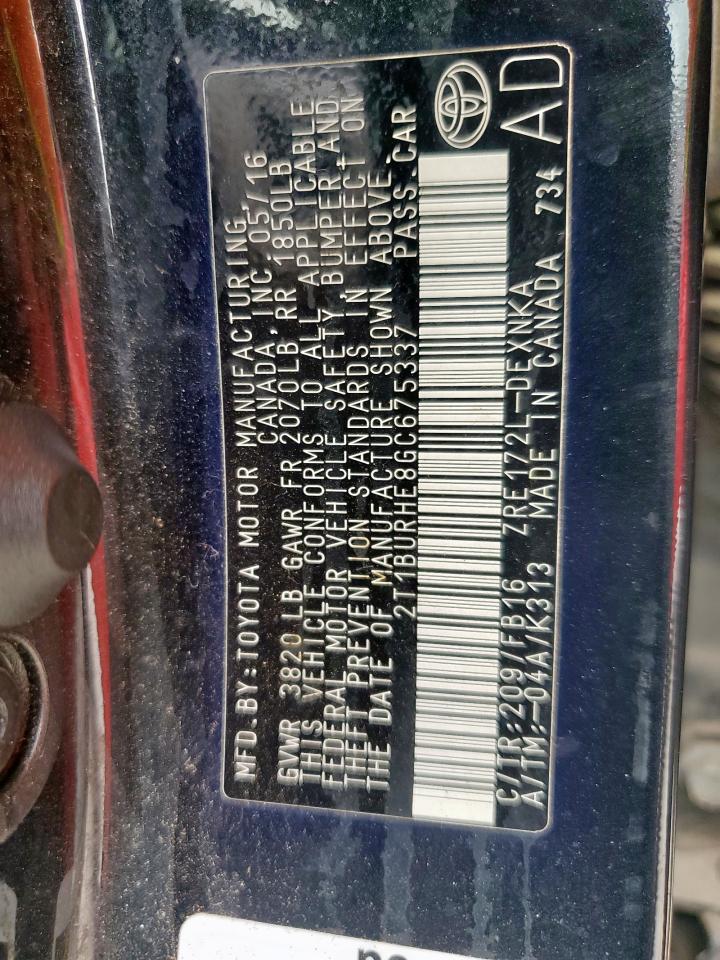 MFD.BY:TOYOTA MOTOR MANUFACTURING,
CANADA,INC.05/16
GVWR 3820LB GAWR FR 2070LB,RR 1850LB
THIS VEHICLE CONFORMS TO ALL APPLICABLE
FEDERAL MOTOR VEHICLE SAFETY,BUMPER,AND
THEFT PREVENTION STANDARDS IN EFFECT ON
THE DATE OF MANUFACTURE SHOWN ABOVE.
2T1BURHE8GC675337 PASS.CAR
C/TR:209/FB16 ZRE172L-DEXNKA
A/TM:-04A/K313 MADE IN CANADA 734
AD